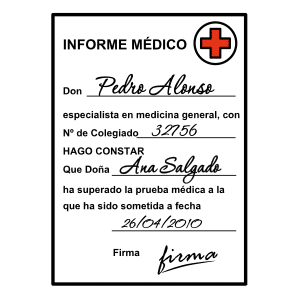 INFORME MÉDICO
Don Pedro Alonso
especialista en medicina general, con
Nº de Colegiado 32756
HAGO CONSTAR
Que Doña Ana Salgado
ha superado la prueba médica a la
que ha sido sometida a fecha
26/04/2010
Firma firma